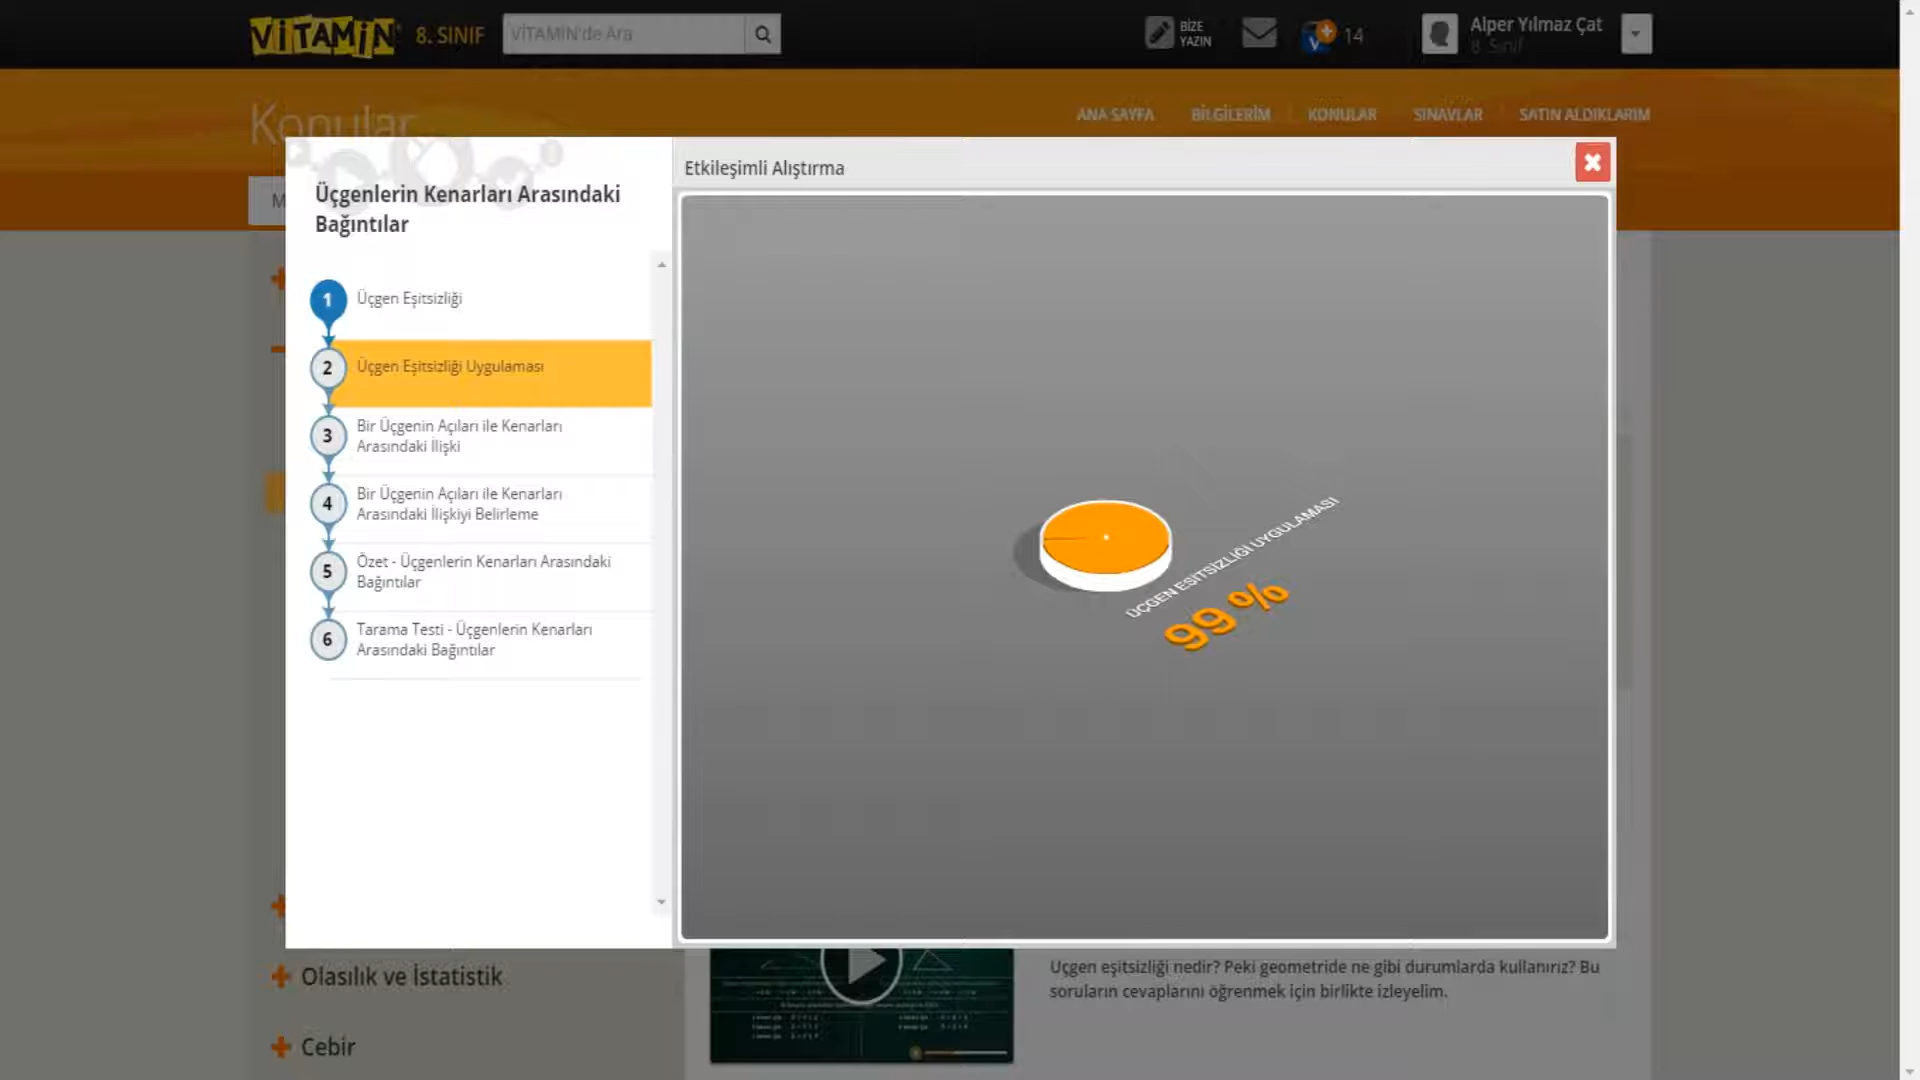 VİTAMİN 8. SINIF
VİTAMİN'de Ara
BİZE
YAZIN
14
Alper Yılmaz Çat
8. Sınıf
Konular
ANA SAYFA
BİLGİLERİM
KONULAR
SINAVLAR
SATIN ALDIKLARIM
M
Üçgenlerin Kenarları Arasındaki
Bağıntılar
1 Üçgen Eşitsizliği
2 Üçgen Eşitsizliği Uygulaması
3 Bir Üçgenin Açıları ile Kenarları
Arasındaki İlişki
4 Bir Üçgenin Açıları ile Kenarları
Arasındaki İlişkiyi Belirleme
5 Özet - Üçgenlerin Kenarları Arasındaki
Bağıntılar
6 Tarama Testi - Üçgenlerin Kenarları
Arasındaki Bağıntılar
Etkileşimli Alıştırma
ÜÇGEN EŞİTSİZLİĞİ UYGULAMASI
99 %
Olasılık ve İstatistik
Cebir
Üçgen eşitsizliği nedir? Peki geometride ne gibi durumlarda kullanırız? Bu
soruların cevaplarını öğrenmek için birlikte izleyelim.